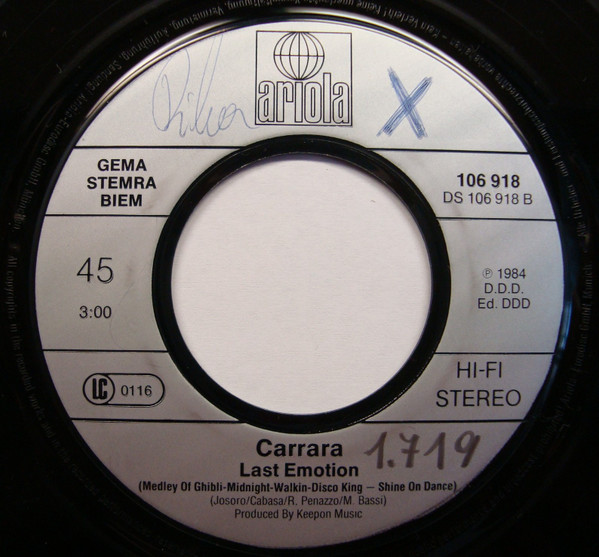 ariola
X
GEMA
STEMRA
BIEM
106 918
DS 106 918 B
45
3:00
℗ 1984
D.D.D.
Ed. DDD
LC 0116
HI-FI
STEREO
Carrara
1.719
Last Emotion
(Medley Of Ghibli-Midnight-Walkin-Disco King – Shine On Dance)
(Josoro/Cabasa/R. Penazzo/M. Bassi)
Produced By Keepon Music